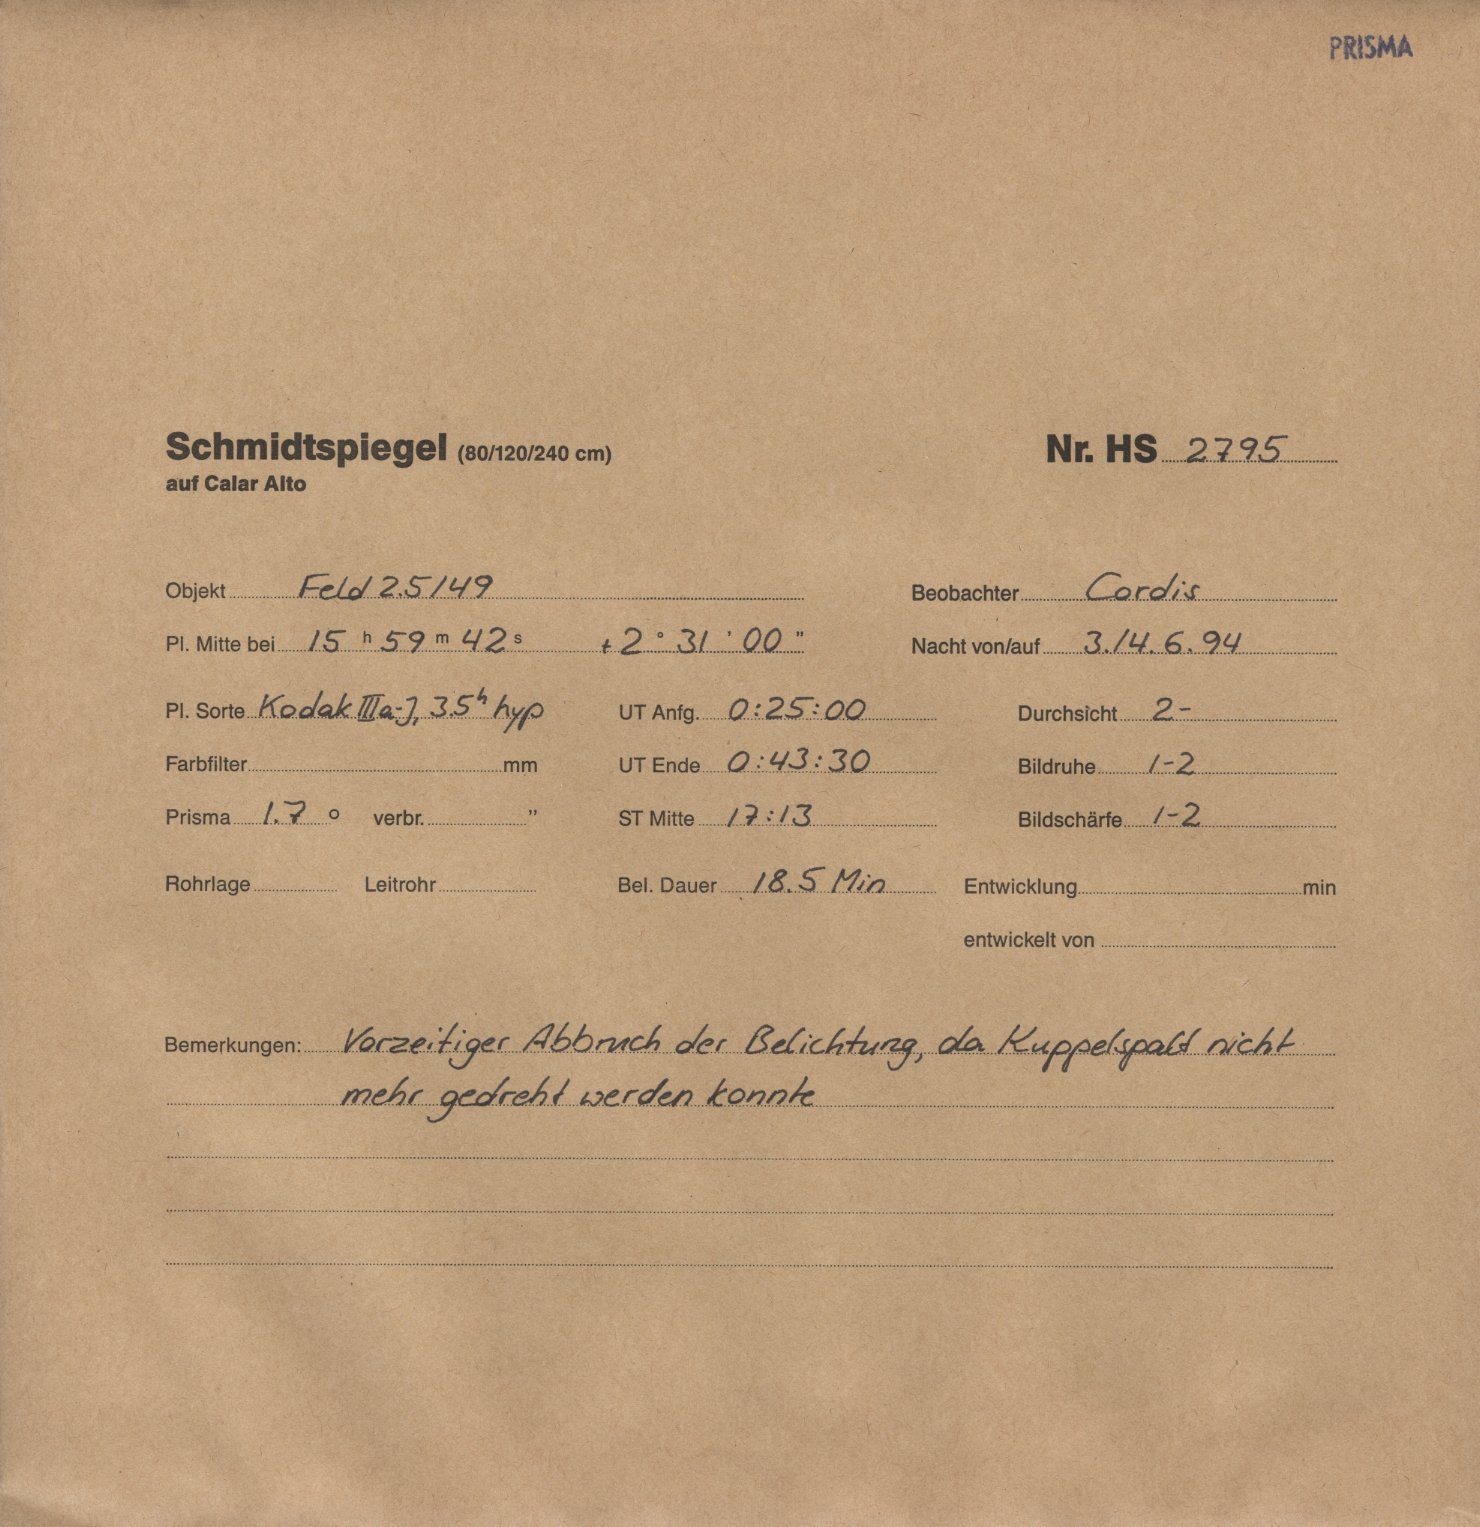 PRISMA
Schmidtspiegel (80/120/240 cm) Nr. HS 2795
auf Calar Alto
Objekt Feld 2.5/49 Beobachter Cordis
Pl. Mitte bei 15 h 59 m 42 s +2 ° 31 ' 00 " Nacht von/auf 3./4.6.94
Pl. Sorte Kodak IIIa-J, 3.5h hyp UT Anfg. 0:25:00 Durchsicht 2-
Farbfilter mm UT Ende 0:43:30 Bildruhe 1-2
Prisma 1.7 ° verbr. " ST Mitte 17:13 Bildschärfe 1-2
Rohrlage Leitrohr Bel. Dauer 18.5 Min Entwicklung min
entwickelt von
Bemerkungen: Vorzeitiger Abbruch der Belichtung, da Kuppelspalt nicht
mehr gedreht werden konnte